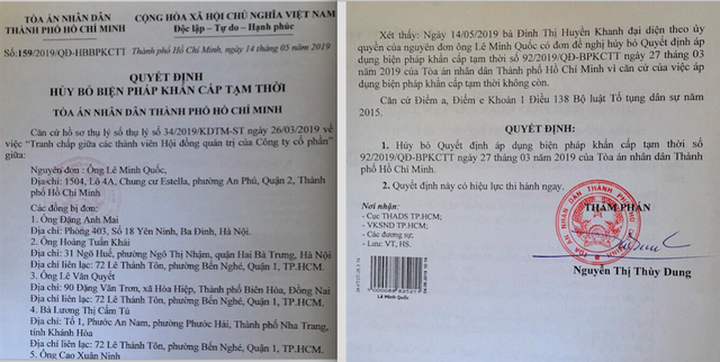 TÒA ÁN NHÂN DÂN
THÀNH PHỐ HỒ CHÍ MINH
CỘNG HÒA XÃ HỘI CHỦ NGHĨA VIỆT NAM
Độc lập – Tự do – Hạnh phúc
Số:159/2019/QĐ-HBBPKCTT
Thành phố Hồ Chí Minh, ngày 14 tháng 05 năm 2019
QUYẾT ĐỊNH
HỦY BỎ BIỆN PHÁP KHẨN CẤP TẠM THỜI
TÒA ÁN NHÂN DÂN THÀNH PHỐ HỒ CHÍ MINH
Căn cứ hồ sơ thụ lý số thụ lý số 34/2019/KDTM-ST ngày 26/03/2019 về
việc “Tranh chấp giữa các thành viên Hội đồng quản trị của Công ty cổ phần”
giữa:
Nguyên đơn : Ông Lê Minh Quốc,
Địa chỉ: 1504, Lô 4A, Chung cư Estella, phường An Phú, Quận 2, Thành
phố Hồ Chí Minh
Các đồng bị đơn:
1. Ông Đặng Anh Mai
Địa chỉ: Phòng 403, Số 18 Yên Ninh, Ba Đình, Hà Nội.
2. Ông Hoàng Tuấn Khải
Địa chỉ: 31 Ngõ Huế, phường Ngô Thị Nhậm, quận Hai Bà Trưng, Hà Nội
Địa chỉ liên lạc: 72 Lê Thánh Tôn, phường Bến Nghé, Quận 1, TP.HCM.
3. Ông Lê Văn Quyết
Địa chỉ: 90 Đặng Văn Trơn, xã Hòa Hiệp, Thành phố Biên Hòa, Đồng Nai
Địa chỉ liên lạc: 72 Lê Thánh Tôn, phường Bến Nghé, Quận 1, TP.HCM.
4. Bà Lương Thị Cẩm Tú
Địa chỉ: Tổ 1, Phước An Nam, phường Phước Hải, Thành phố Nha Trang,
tỉnh Khánh Hòa
Địa chỉ liên lạc: 72 Lê Thánh Tôn, phường Bến Nghé, Quận 1, TP.HCM.
5. Ông Cao Xuân Ninh
Xét thấy: Ngày 14/05/2019 bà Đinh Thị Huyền Khanh đại diện theo ủy
quyền của nguyên đơn ông Lê Minh Quốc có đơn đề nghị hủy bỏ Quyết định áp
dụng biện pháp khẩn cấp tạm thời số 92/2019/QĐ-BPKCTT ngày 27 tháng 03
năm 2019 của Tòa án nhân dân Thành phố Hồ Chí Minh vì căn cứ của việc áp
dụng biện pháp khẩn cấp tạm thời không còn.
Căn cứ Điểm a, Điểm e Khoản 1 Điều 138 Bộ luật Tố tụng dân sự năm
2015.
QUYẾT ĐỊNH:
1. Hủy bỏ Quyết định áp dụng biện pháp khẩn cấp tạm thời số
92/2019/QĐ-BPKCTT ngày 27 tháng 03 năm 2019 của Tòa án nhân dân Thành
phố Hồ Chí Minh.
2. Quyết định này có hiệu lực thi hành ngay.
Nơi nhận:
- Cục THADS TP.HCM;
- VKSND TP.HCM;
- Các đương sự;
- Lưu: VT, HS.
THẨM PHÁN
Nguyễn Thị Thùy Dung
Lê Minh Quốc